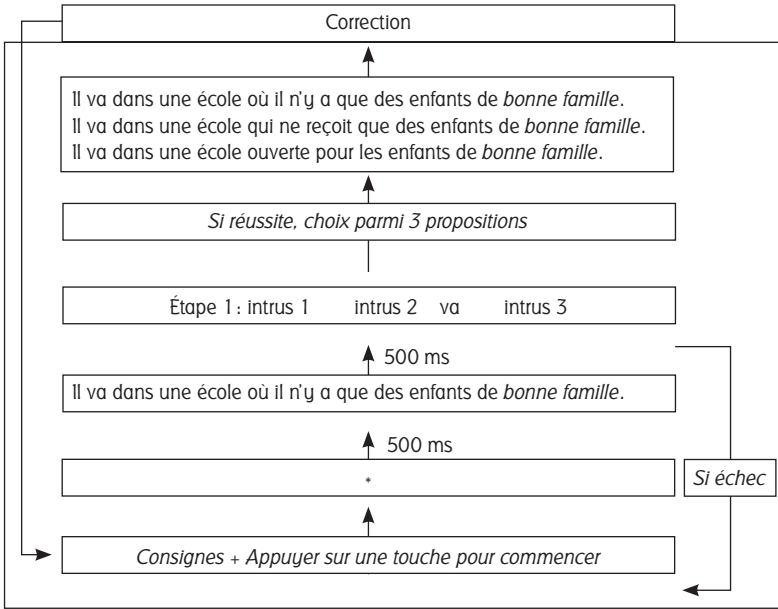 Correction
Il va dans une école où il n'y a que des enfants de bonne famille.
Il va dans une école qui ne reçoit que des enfants de bonne famille.
Il va dans une école ouverte pour les enfants de bonne famille.
Si réussite, choix parmi 3 propositions
Étape 1 : intrus 1 intrus 2 va intrus 3
500 ms
Il va dans une école où il n'y a que des enfants de bonne famille.
500 ms
*
Si échec
Consignes + Appuyer sur une touche pour commencer